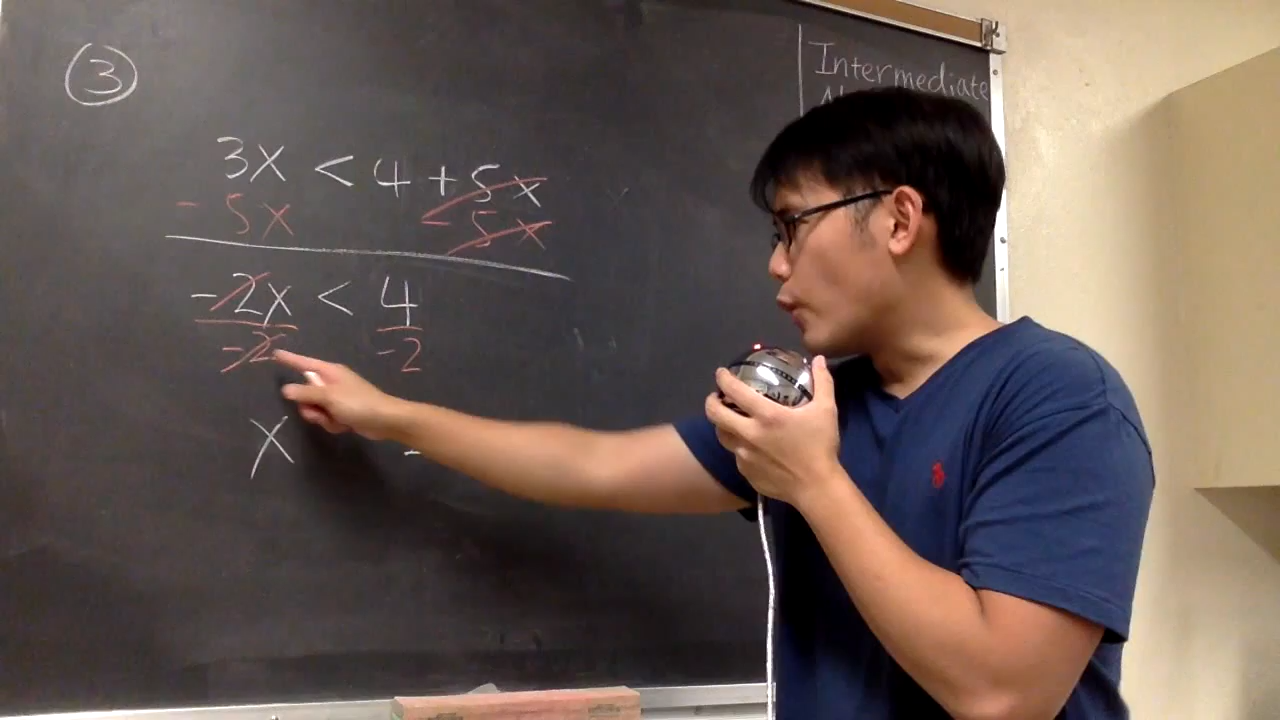 ③
Intermediate
3x < 4 + 5x
- 5x - 5x
-2x < 4
-2 -2
x -